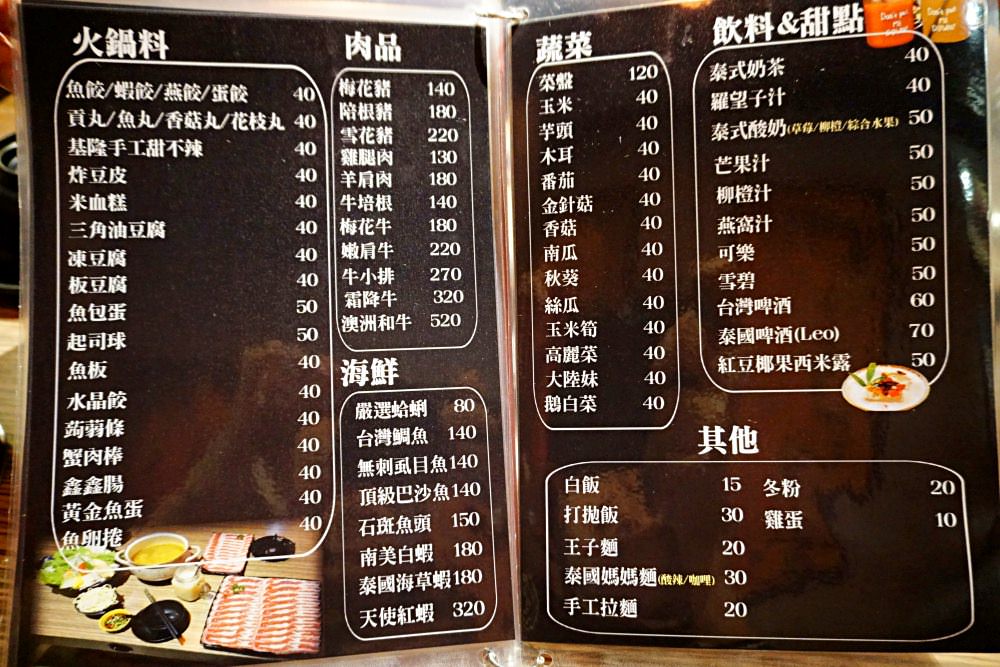 火鍋料
魚餃/蝦餃/燕餃/蛋餃 40
貢丸/魚丸/香菇丸/花枝丸 40
基隆手工甜不辣 40
炸豆皮 40
米血糕 40
三角油豆腐 40
凍豆腐 40
板豆腐 40
魚包蛋 50
起司球 50
魚板 40
水晶餃 40
蒟蒻條 40
蟹肉棒 40
鑫鑫腸 40
黃金魚蛋 40
魚卵捲 40
肉品
梅花豬 140
陪根豬 180
雪花豬 220
雞腿肉 130
羊肩肉 180
牛培根 140
梅花牛 180
嫩肩牛 220
牛小排 270
霜降牛 320
澳洲和牛 520
海鮮
嚴選蛤蜊 80
台灣鯛魚 140
無刺虱目魚 140
頂級巴沙魚 140
石斑魚頭 150
南美白蝦 180
泰國海草蝦 180
天使紅蝦 320
蔬菜
菜盤 120
玉米 40
芋頭 40
木耳 40
番茄 40
金針菇 40
香菇 40
南瓜 40
秋葵 40
絲瓜 40
玉米筍 40
高麗菜 40
大陸妹 40
鵝白菜 40
飲料&甜點
泰式奶茶 40
羅望子汁 40
泰式酸奶(草莓/柳橙/綜合水果) 50
芒果汁 50
柳橙汁 50
燕窩汁 50
可樂 50
雪碧 50
台灣啤酒 60
泰國啤酒(Leo) 70
紅豆椰果西米露 50
其他
白飯 15
打拋飯 30
王子麵 20
泰國媽媽麵(酸辣/咖哩) 30
手工拉麵 20
冬粉 20
雞蛋 10